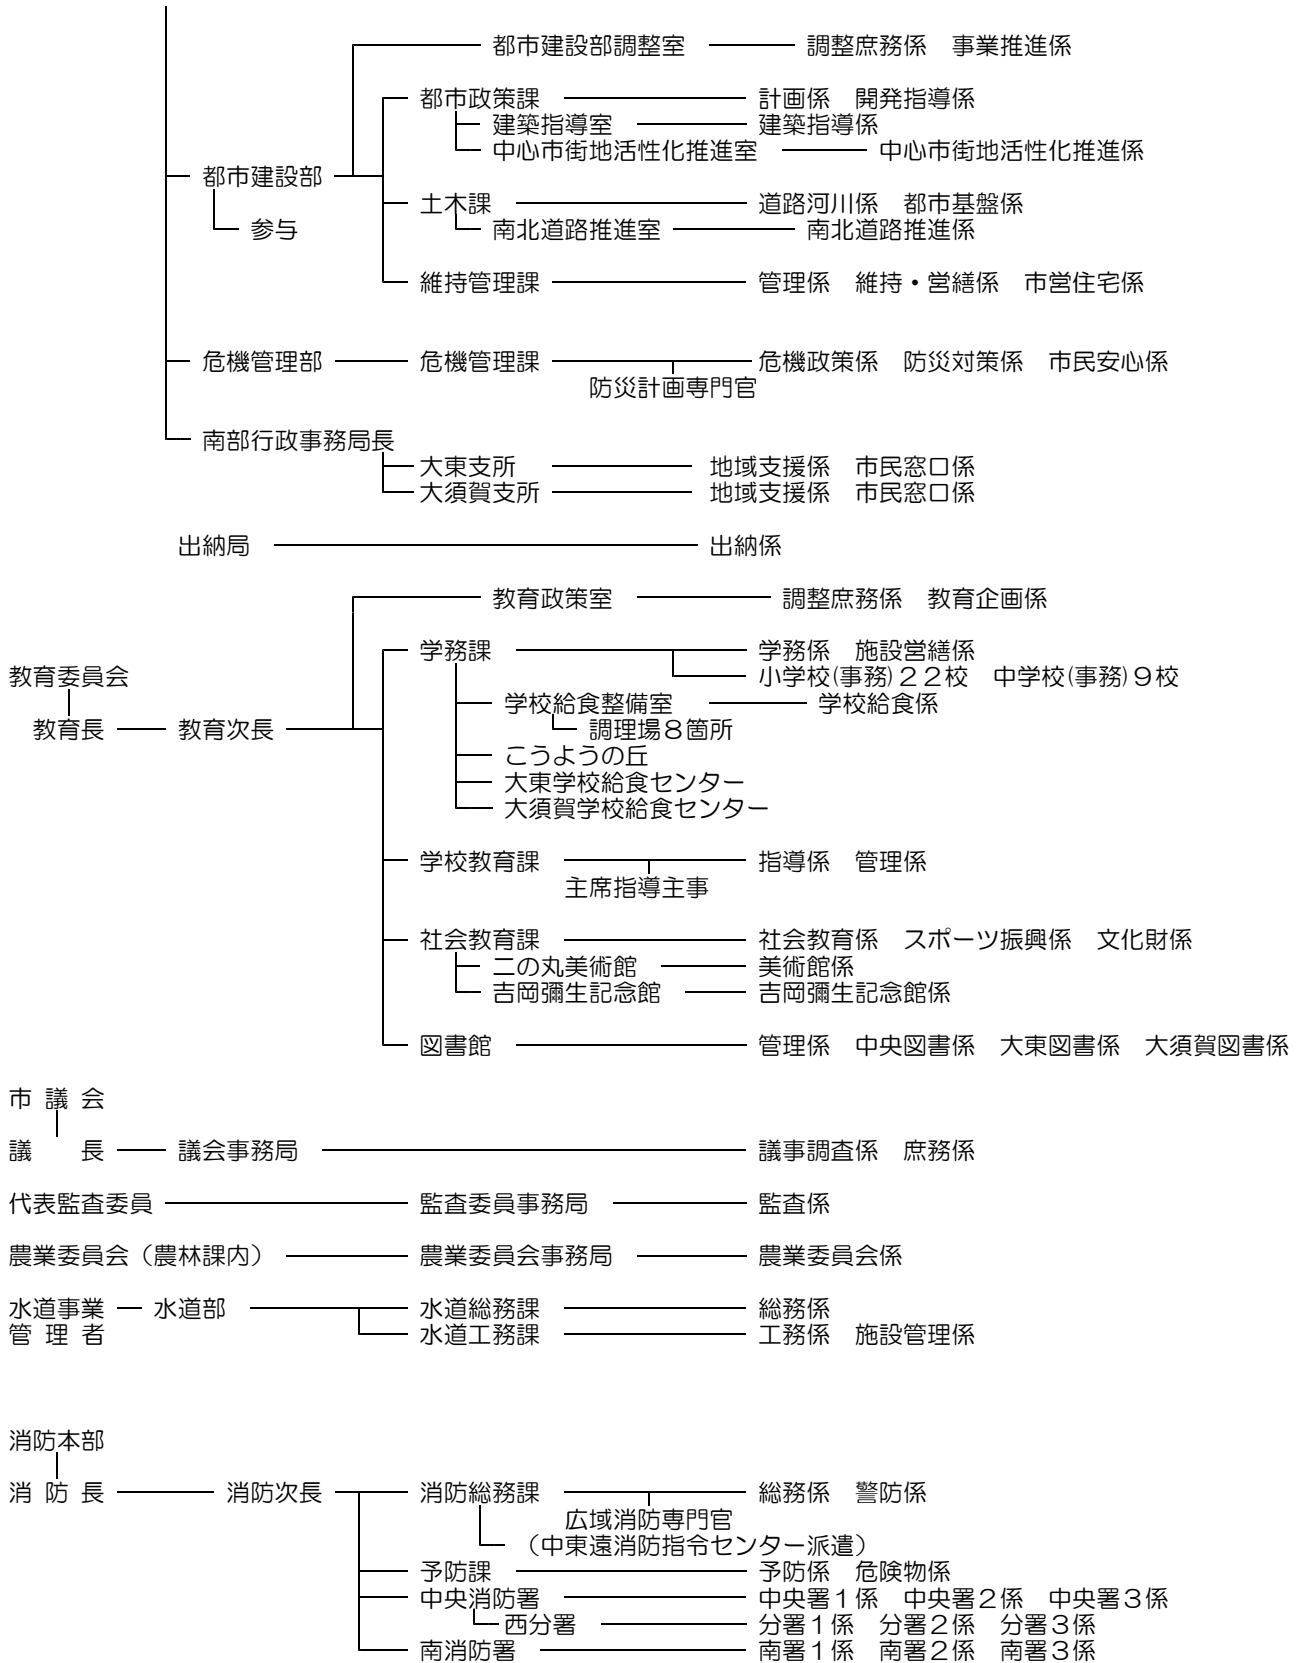 都市建設部調整室 調整庶務係 事業推進係
都市政策課 計画係 開発指導係
建築指導室 建築指導係
中心市街地活性化推進室 中心市街地活性化推進係
都市建設部
土木課 道路河川係 都市基盤係
参与 南北道路推進室 南北道路推進係
維持管理課 管理係 維持・営繕係 市営住宅係
危機管理部 危機管理課 危機政策係 防災対策係 市民安心係
防災計画専門官
南部行政事務局長
大東支所 地域支援係 市民窓口係
大須賀支所 地域支援係 市民窓口係
出納局 出納係
教育政策室 調整庶務係 教育企画係
学務課 学務係 施設営繕係
教育委員会 小学校(事務)22校 中学校(事務)9校
教育長 教育次長 学校給食整備室 学校給食係
調理場8箇所
こうようの丘
大東学校給食センター
大須賀学校給食センター
学校教育課 指導係 管理係
主席指導主事
社会教育課 社会教育係 スポーツ振興係 文化財係
二の丸美術館 美術館係
吉岡彌生記念館 吉岡彌生記念館係
図書館 管理係 中央図書係 大東図書係 大須賀図書係
市 議 会
議 長 議会事務局 議事調査係 庶務係
代表監査委員 監査委員事務局 監査係
農業委員会（農林課内） 農業委員会事務局 農業委員会係
水道事業 水道部 水道総務課 総務係
管 理 者 水道工務課 工務係 施設管理係
消防本部
消 防 長 消防次長 消防総務課 総務係 警防係
広域消防専門官
（中東遠消防指令センター派遣）
予防課 予防係 危険物係
中央消防署 中央署1係 中央署2係 中央署3係
西分署 分署1係 分署2係 分署3係
南消防署 南署1係 南署2係 南署3係